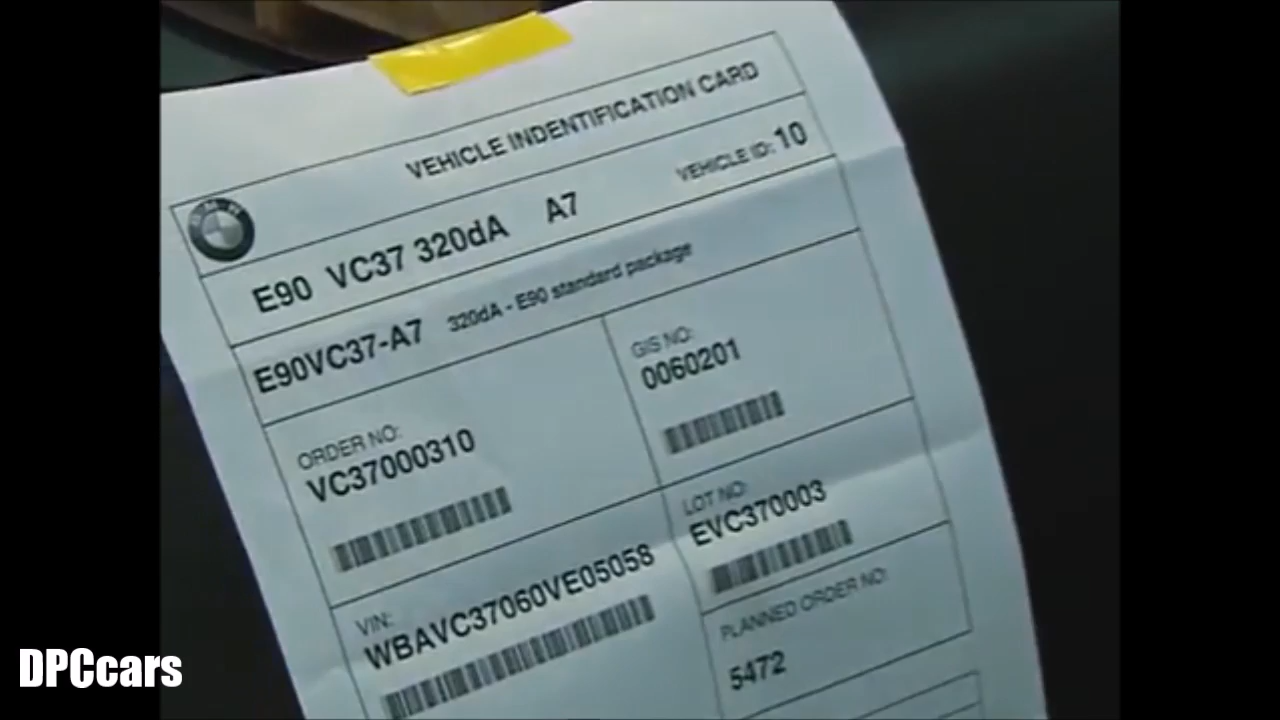 VEHICLE INDENTIFICATION CARD
BMW
E90 VC37 320dA A7
VEHICLE ID: 10
E90VC37-A7 320dA - E90 standard package
ORDER NO:
VC37000310
GIS NO:
0060201
VIN:
WBAVC37060VE05058
LOT NO:
EVC370003
PLANNED ORDER NO:
5472
DPCcars